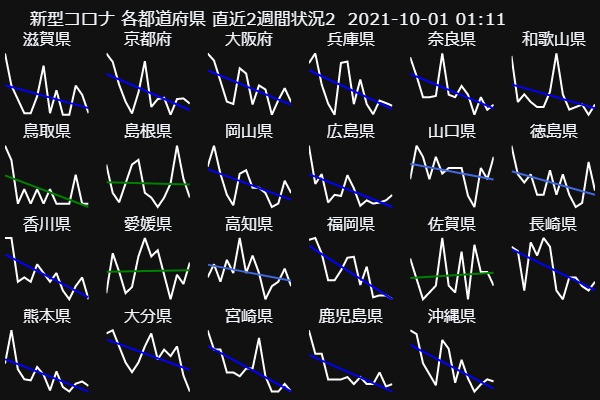 新型コロナ 各都道府県 直近2週間状況2 2021-10-01 01:11
滋賀県 京都府 大阪府 兵庫県 奈良県 和歌山県
鳥取県 島根県 岡山県 広島県 山口県 徳島県
香川県 愛媛県 高知県 福岡県 佐賀県 長崎県
熊本県 大分県 宮崎県 鹿児島県 沖縄県